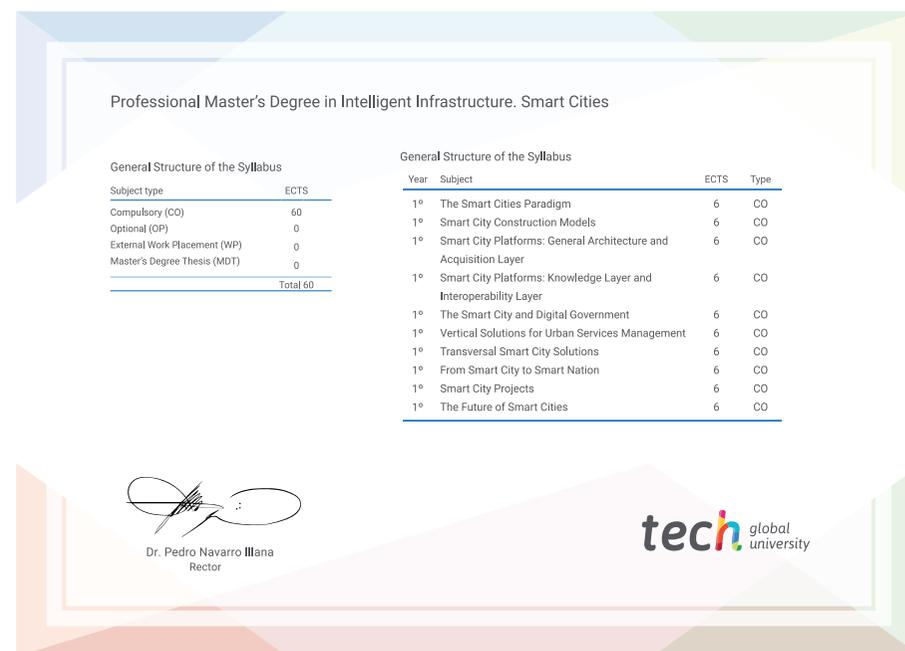 Professional Master's Degree in Intelligent Infrastructure. Smart Cities
General Structure of the Syllabus
Subject type ECTS
Compulsory (CO) 60
Optional (OP) 0
External Work Placement (WP) 0
Master's Degree Thesis (MDT) 0
Total 60
General Structure of the Syllabus
Year Subject ECTS Type
1º The Smart Cities Paradigm 6 CO
1º Smart City Construction Models 6 CO
1º Smart City Platforms: General Architecture and 6 CO
Acquisition Layer
1º Smart City Platforms: Knowledge Layer and 6 CO
Interoperability Layer
1º The Smart City and Digital Government 6 CO
1º Vertical Solutions for Urban Services Management 6 CO
1º Transversal Smart City Solutions 6 CO
1º From Smart City to Smart Nation 6 CO
1º Smart City Projects 6 CO
1º The Future of Smart Cities 6 CO
Dr. Pedro Navarro Illana
Rector
tech global
university